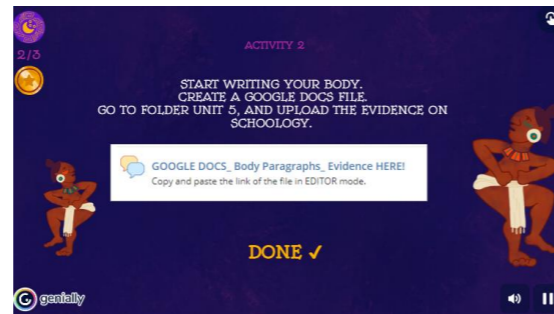 ACTIVITY 2
2/3
START WRITING YOUR BODY.
CREATE A GOOGLE DOCS FILE.
GO TO FOLDER UNIT 5, AND UPLOAD THE EVIDENCE ON
SCHOOLOGY.
GOOGLE DOCS_ Body Paragraphs_ Evidence HERE!
Copy and paste the link of the file in EDITOR mode.
DONE ✓
genially